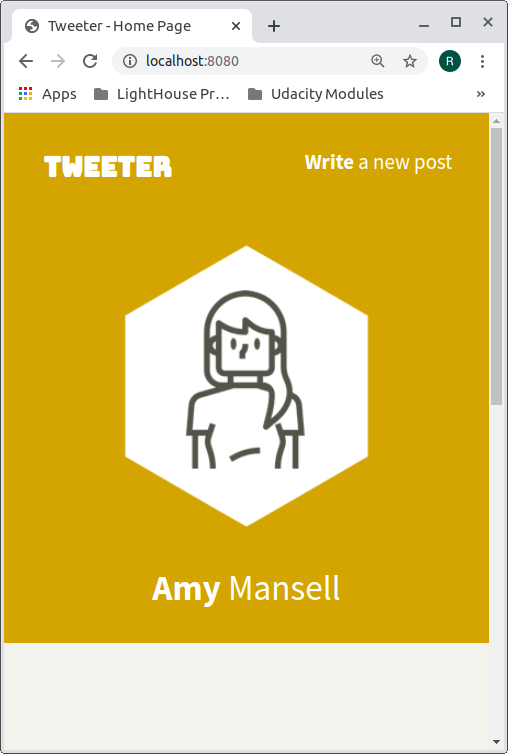 Tweeter - Home Page
localhost:8080
R
Apps
LightHouse Pr…
Udacity Modules
»
TWEETER
Write a new post
Amy Mansell